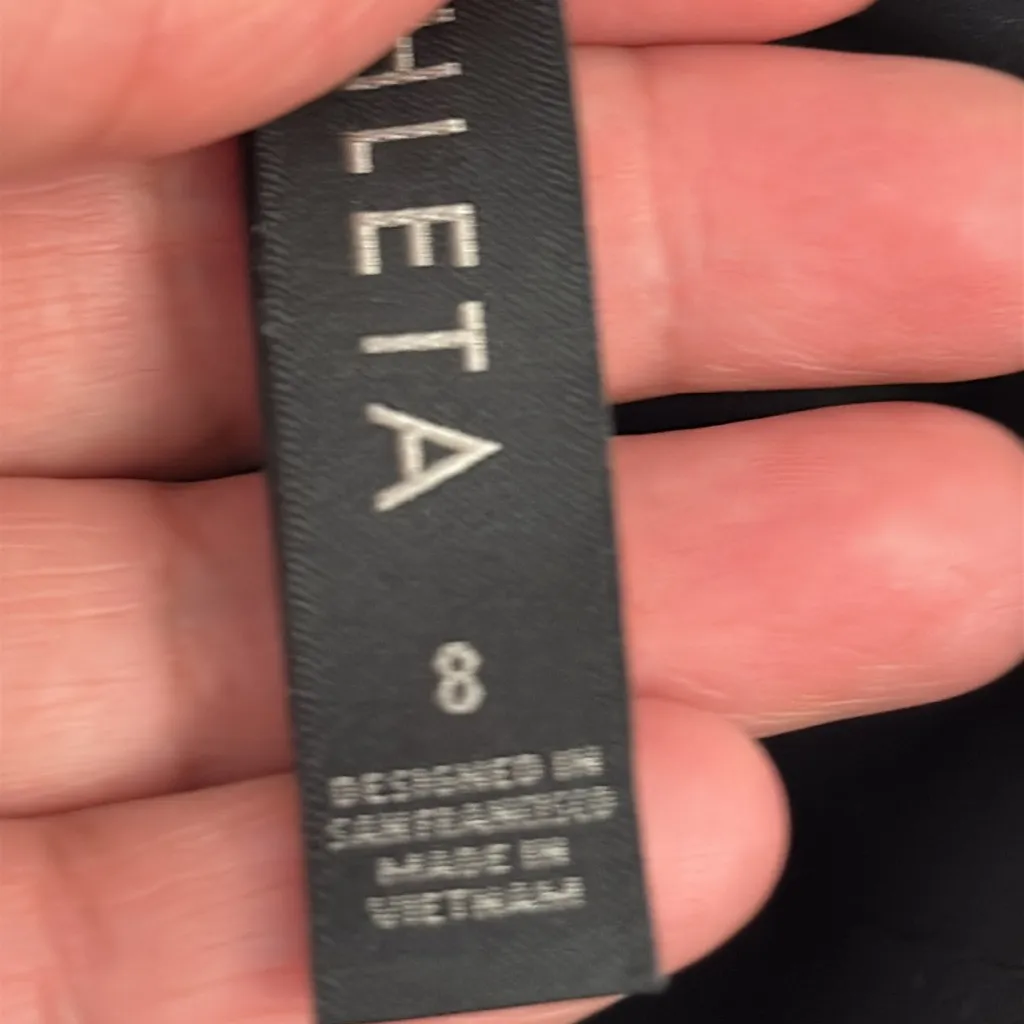 HLETA
8
DESIGNED IN
SAN FRANCISCO
MADE IN
VIETNAM